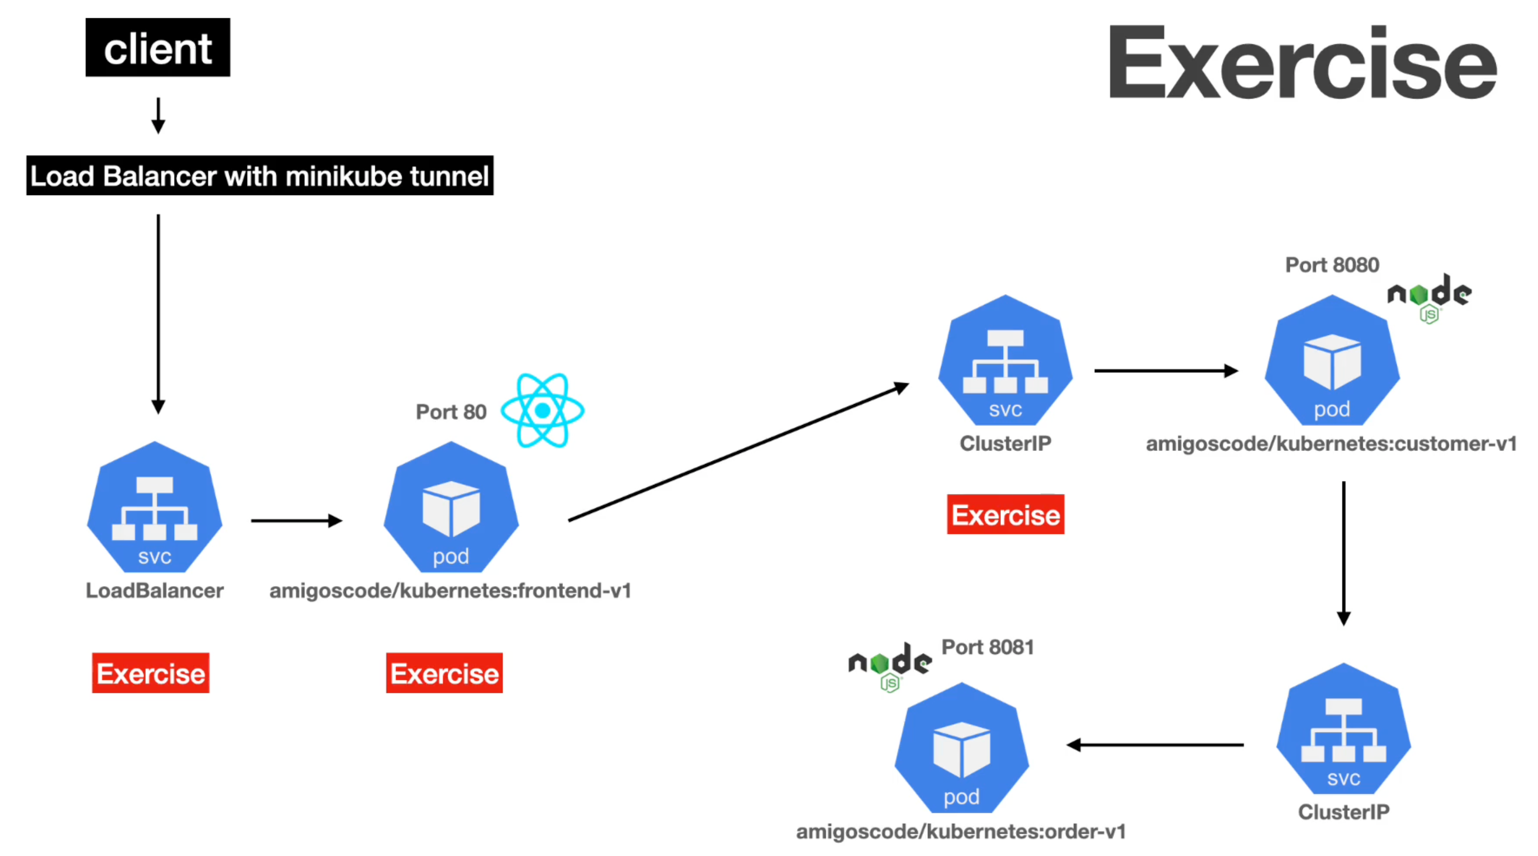 client
Exercise
Load Balancer with minikube tunnel
Port 80
svc
LoadBalancer
Exercise
pod
amigoscode/kubernetes:frontend-v1
Exercise
svc
ClusterIP
Exercise
Port 8080
node
JS
pod
amigoscode/kubernetes:customer-v1
svc
ClusterIP
node
JS
Port 8081
pod
amigoscode/kubernetes:order-v1